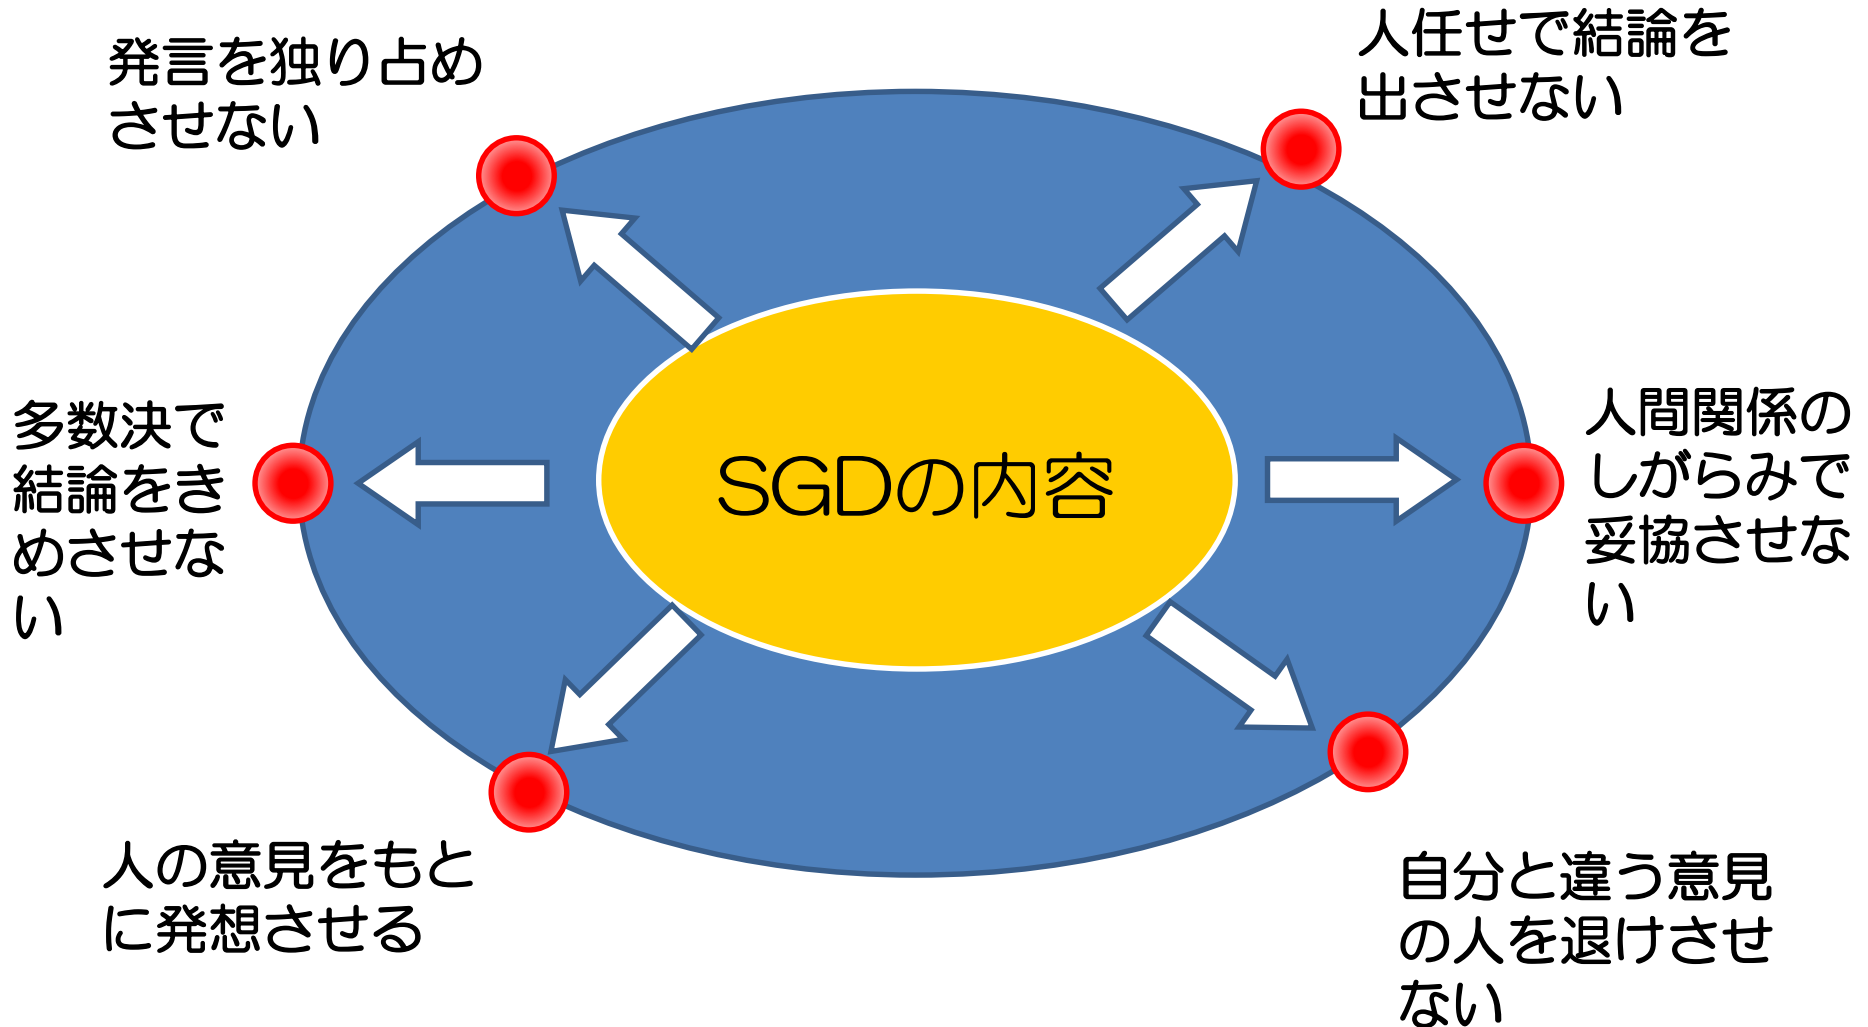 発言を独り占め
させない
人任せで結論を
出させない
多数決で
結論をき
めさせな
い
SGDの内容
人間関係の
しがらみで
妥協させな
い
人の意見をもと
に発想させる
自分と違う意見
の人を退けさせ
ない